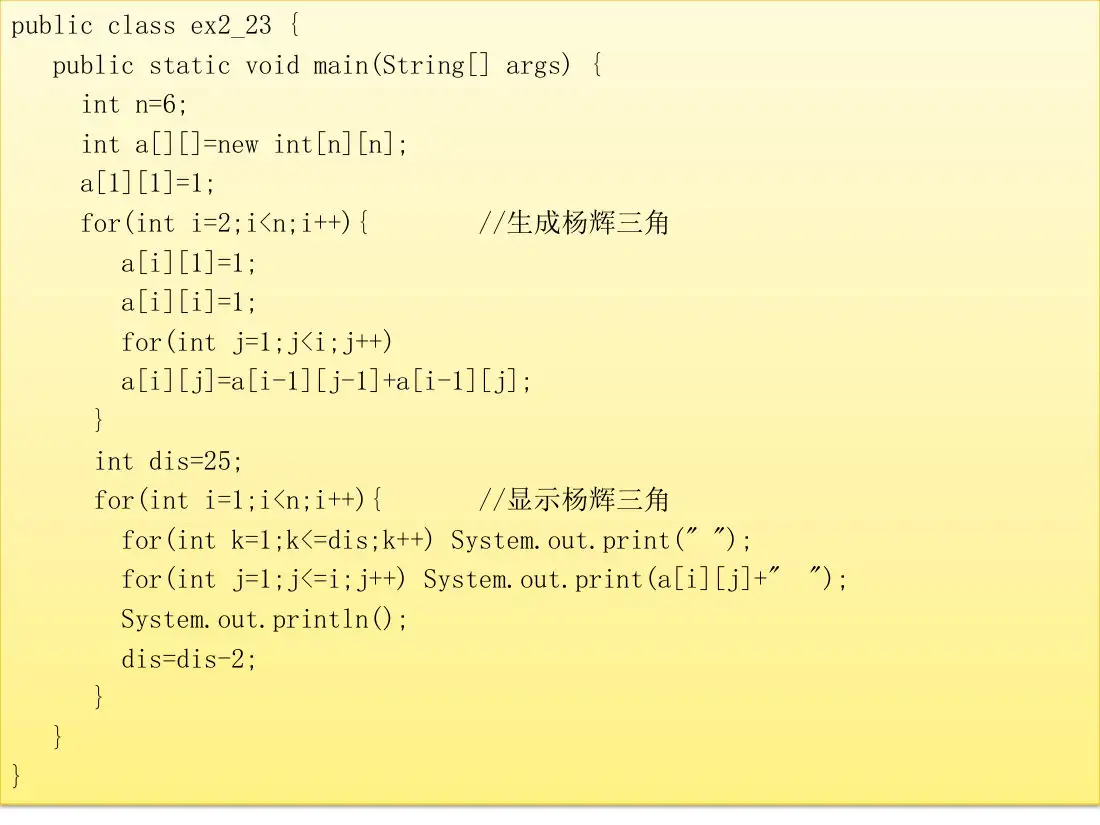 public class ex2_23 {
   public static void main(String[] args) {
     int n=6;
     int a[][]=new int[n][n];
     a[1][1]=1;
     for(int i=2;i<n;i++){        //生成杨辉三角
        a[i][1]=1;
        a[i][i]=1;
        for(int j=1;j<i;j++)
        a[i][j]=a[i-1][j-1]+a[i-1][j];
      }
      int dis=25;
      for(int i=1;i<n;i++){       //显示杨辉三角
        for(int k=1;k<=dis;k++) System.out.print(" ");
        for(int j=1;j<=i;j++) System.out.print(a[i][j]+"  ");
        System.out.println();
        dis=dis-2;
      }
   }
}